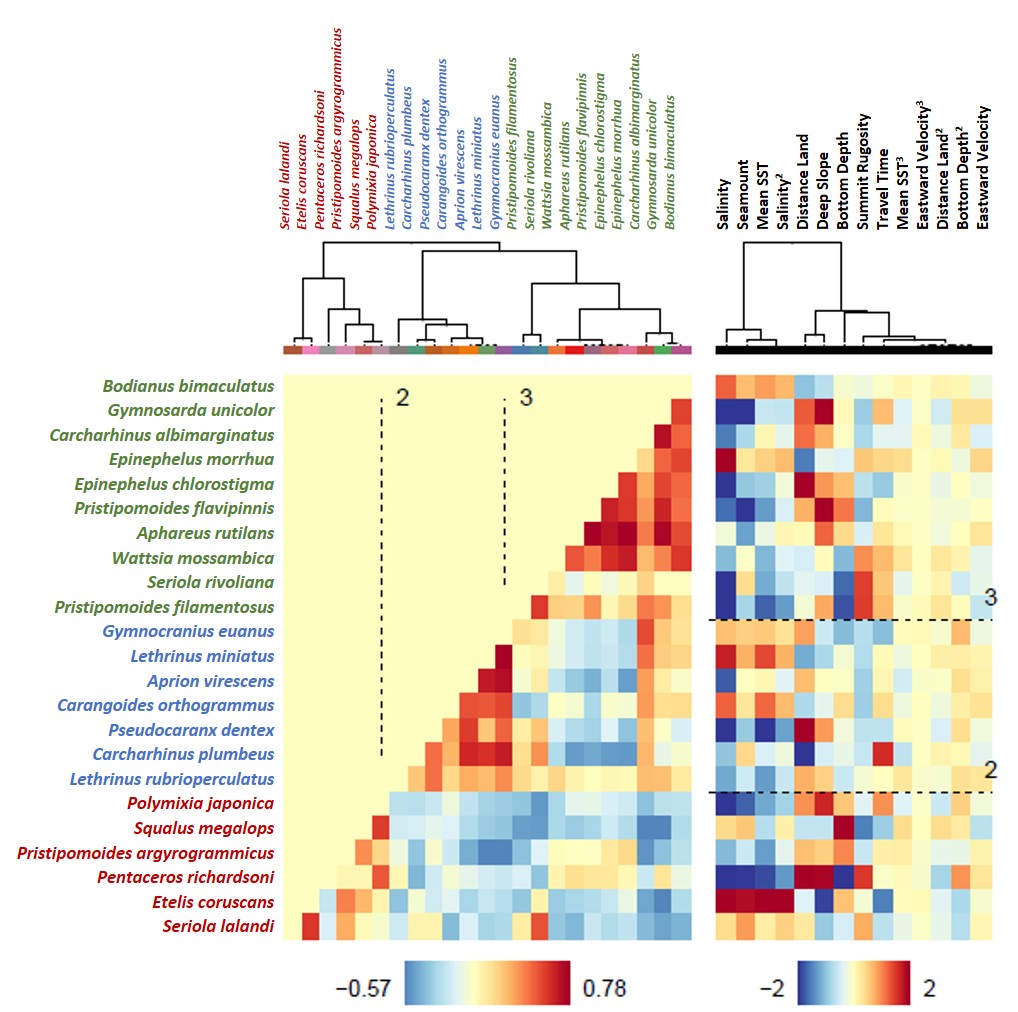 Seriola lalandi
Etelis coruscans
Pentaceros richardsoni
Pristipomoides argyrogrammicus
Squalus megalops
Polymixia japonica
Lethrinus rubrioperculatus
Carcharhinus plumbeus
Pseudocaranx dentex
Carangoides orthogrammus
Aprion virescens
Lethrinus miniatus
Gymnocranius euanus
Pristipomoides filamentosus
Seriola rivoliana
Wattsia mossambica
Aphareus rutilans
Pristipomoides flavipinnis
Epinephelus chlorostigma
Epinephelus morrhua
Carcharhinus albimarginatus
Gymnosarda unicolor
Bodianus bimaculatus
Salinity
Seamount
Mean SST
Salinity²
Distance Land
Deep Slope
Bottom Depth
Summit Rugosity
Travel Time
Mean SST³
Eastward Velocity³
Distance Land²
Bottom Depth²
Eastward Velocity
Bodianus bimaculatus
Gymnosarda unicolor
Carcharhinus albimarginatus
Epinephelus morrhua
Epinephelus chlorostigma
Pristipomoides flavipinnis
Aphareus rutilans
Wattsia mossambica
Seriola rivoliana
Pristipomoides filamentosus
Gymnocranius euanus
Lethrinus miniatus
Aprion virescens
Carangoides orthogrammus
Pseudocaranx dentex
Carcharhinus plumbeus
Lethrinus rubrioperculatus
Polymixia japonica
Squalus megalops
Pristipomoides argyrogrammicus
Pentaceros richardsoni
Etelis coruscans
Seriola lalandi
2
3
3
2
−0.57
0.78
−2
2